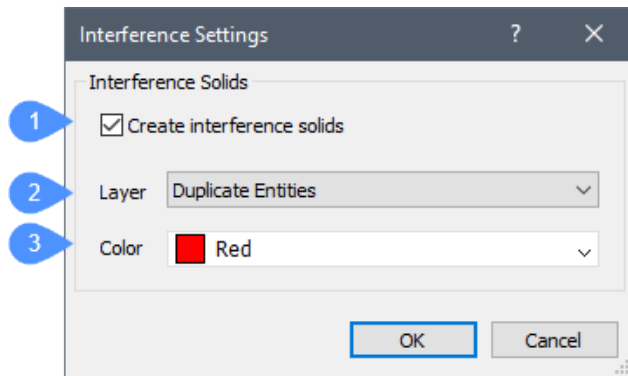 Interference Settings ?
Interference Solids
1 Create interference solids
2 Layer Duplicate Entities
3 Color Red
OK Cancel